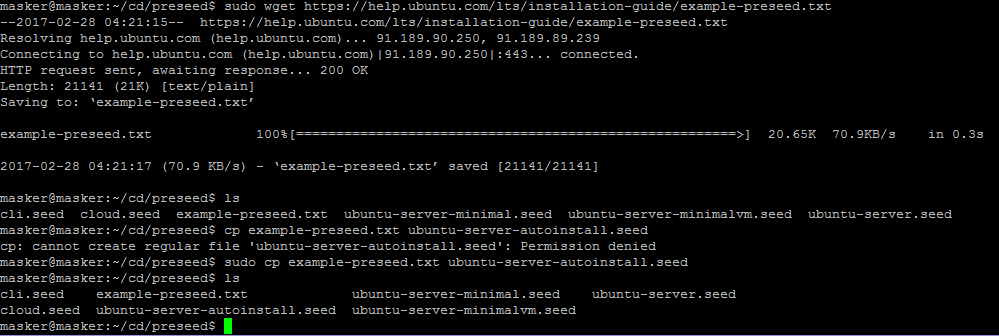 masker@masker:~/cd/preseed$ sudo wget https://help.ubuntu.com/lts/installation-guide/example-preseed.txt
--2017-02-28 04:21:15--  https://help.ubuntu.com/lts/installation-guide/example-preseed.txt
Resolving help.ubuntu.com (help.ubuntu.com)... 91.189.90.250, 91.189.89.239
Connecting to help.ubuntu.com (help.ubuntu.com)|91.189.90.250|:443... connected.
HTTP request sent, awaiting response... 200 OK
Length: 21141 (21K) [text/plain]
Saving to: ‘example-preseed.txt’
example-preseed.txt             100%[=======================================================>]  20.65K  70.9KB/s    in 0.3s
2017-02-28 04:21:17 (70.9 KB/s) - ‘example-preseed.txt’ saved [21141/21141]
masker@masker:~/cd/preseed$ ls
cli.seed  cloud.seed  example-preseed.txt  ubuntu-server-minimal.seed  ubuntu-server-minimalvm.seed  ubuntu-server.seed
masker@masker:~/cd/preseed$ cp example-preseed.txt ubuntu-server-autoinstall.seed
cp: cannot create regular file 'ubuntu-server-autoinstall.seed': Permission denied
masker@masker:~/cd/preseed$ sudo cp example-preseed.txt ubuntu-server-autoinstall.seed
masker@masker:~/cd/preseed$ ls
cli.seed    example-preseed.txt             ubuntu-server-minimal.seed    ubuntu-server.seed
cloud.seed  ubuntu-server-autoinstall.seed  ubuntu-server-minimalvm.seed
masker@masker:~/cd/preseed$